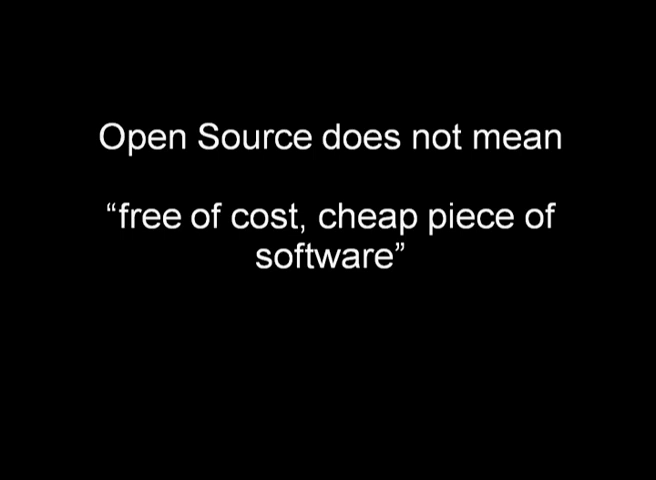 Open Source does not mean
“free of cost, cheap piece of
software”